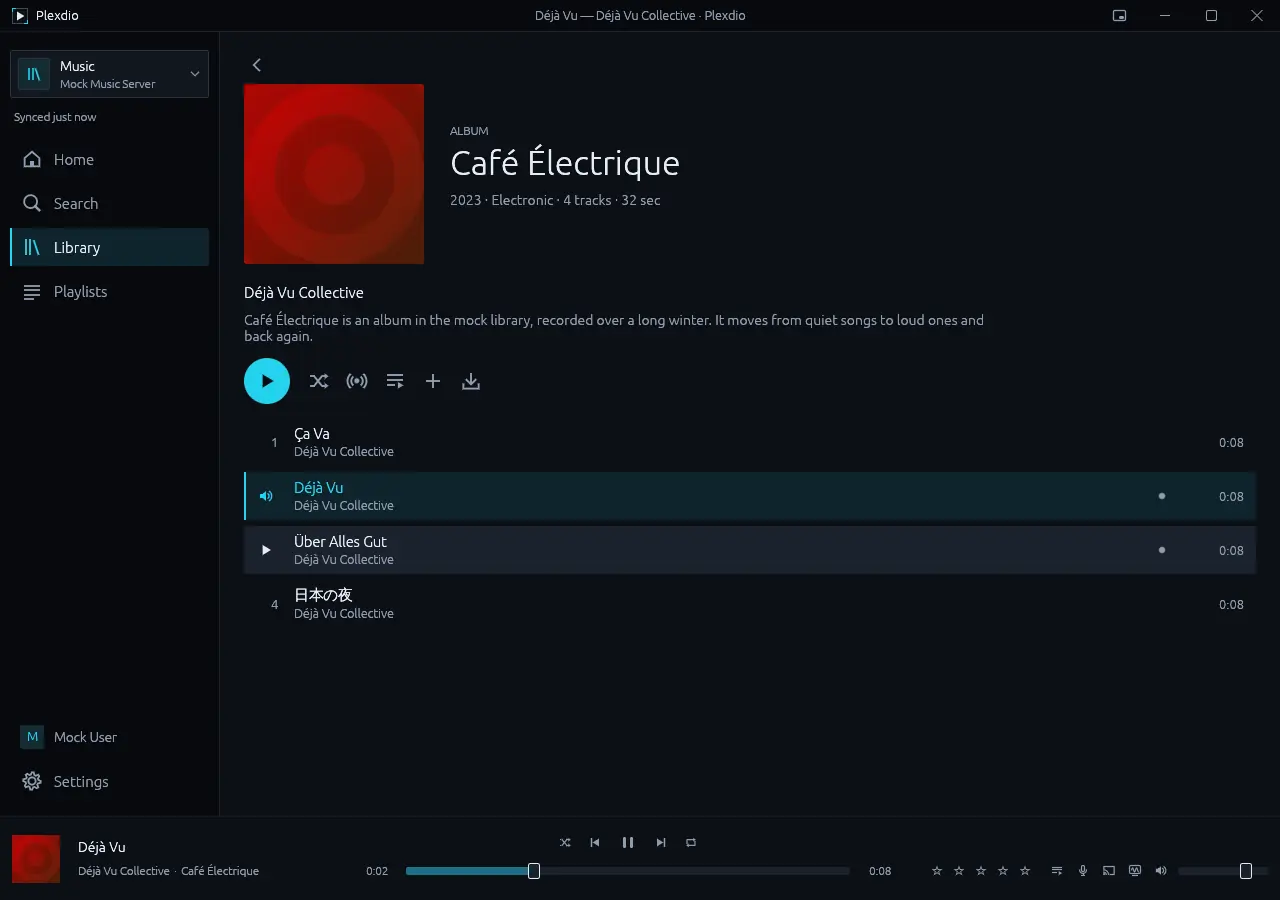 Plexdio
Déjà Vu — Déjà Vu Collective · Plexdio
Music
Mock Music Server
Synced just now
Home
Search
Library
Playlists
Mock User
M
Settings
ALBUM
Café Électrique
2023 · Electronic · 4 tracks · 32 sec
Déjà Vu Collective
Café Électrique is an album in the mock library, recorded over a long winter. It moves from quiet songs to loud ones and
back again.
1
Ça Va
Déjà Vu Collective
0:08
Déjà Vu
Déjà Vu Collective
0:08
Über Alles Gut
Déjà Vu Collective
0:08
4
日本の夜
Déjà Vu Collective
0:08
Déjà Vu
Déjà Vu Collective · Café Électrique
0:02
0:08